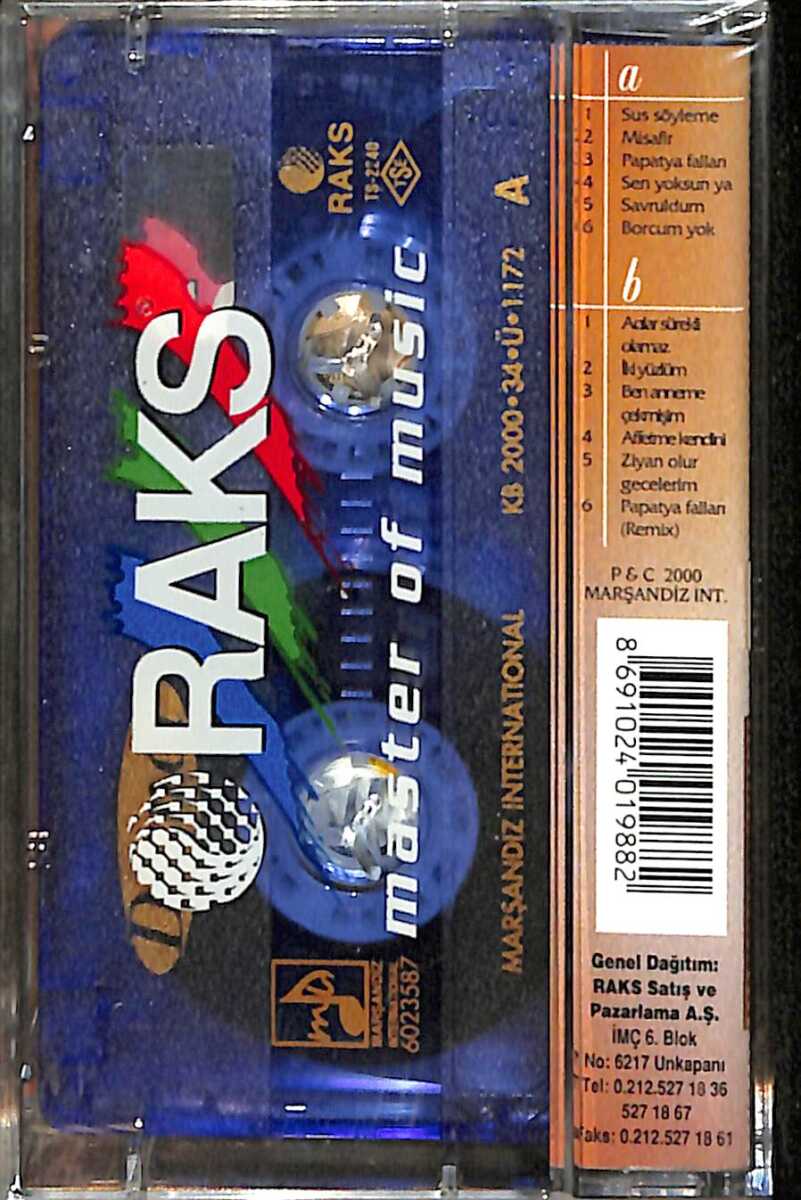 RAKS
®
master of music
RAKS
TS-2240
TSE
KB 2000•34•Ü•1.172
A
MARŞANDİZ INTERNATIONAL
MARŞANDİZ
6023587
a
1 Sus söyleme
2 Misafir
3 Papatya falları
4 Sen yoksun ya
5 Savruldum
6 Borcum yok
b
1 Acılar sürekli
olamaz
2 İki yüzlüm
3 Ben anneme
çekmişim
4 Affetme kendini
5 Ziyan olur
gecelerim
6 Papatya falları
(Remix)
P & C 2000
MARŞANDİZ INT.
8 691024 019882
Genel Dağıtım:
RAKS Satış ve
Pazarlama A.Ş.
İMÇ 6. Blok
No: 6217 Unkapanı
Tel: 0.212.527 18 36
527 18 67
Faks: 0.212.527 18 61